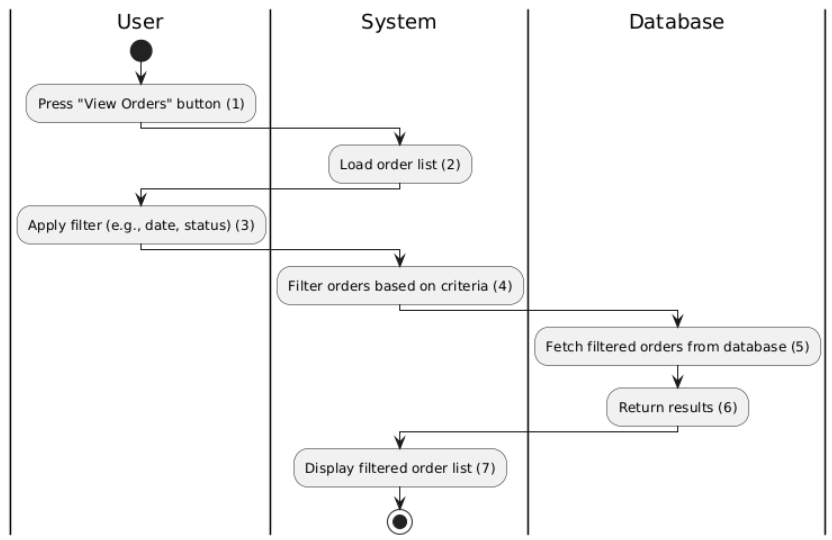 User
System
Database
Press "View Orders" button (1)
Load order list (2)
Apply filter (e.g., date, status) (3)
Filter orders based on criteria (4)
Fetch filtered orders from database (5)
Return results (6)
Display filtered order list (7)